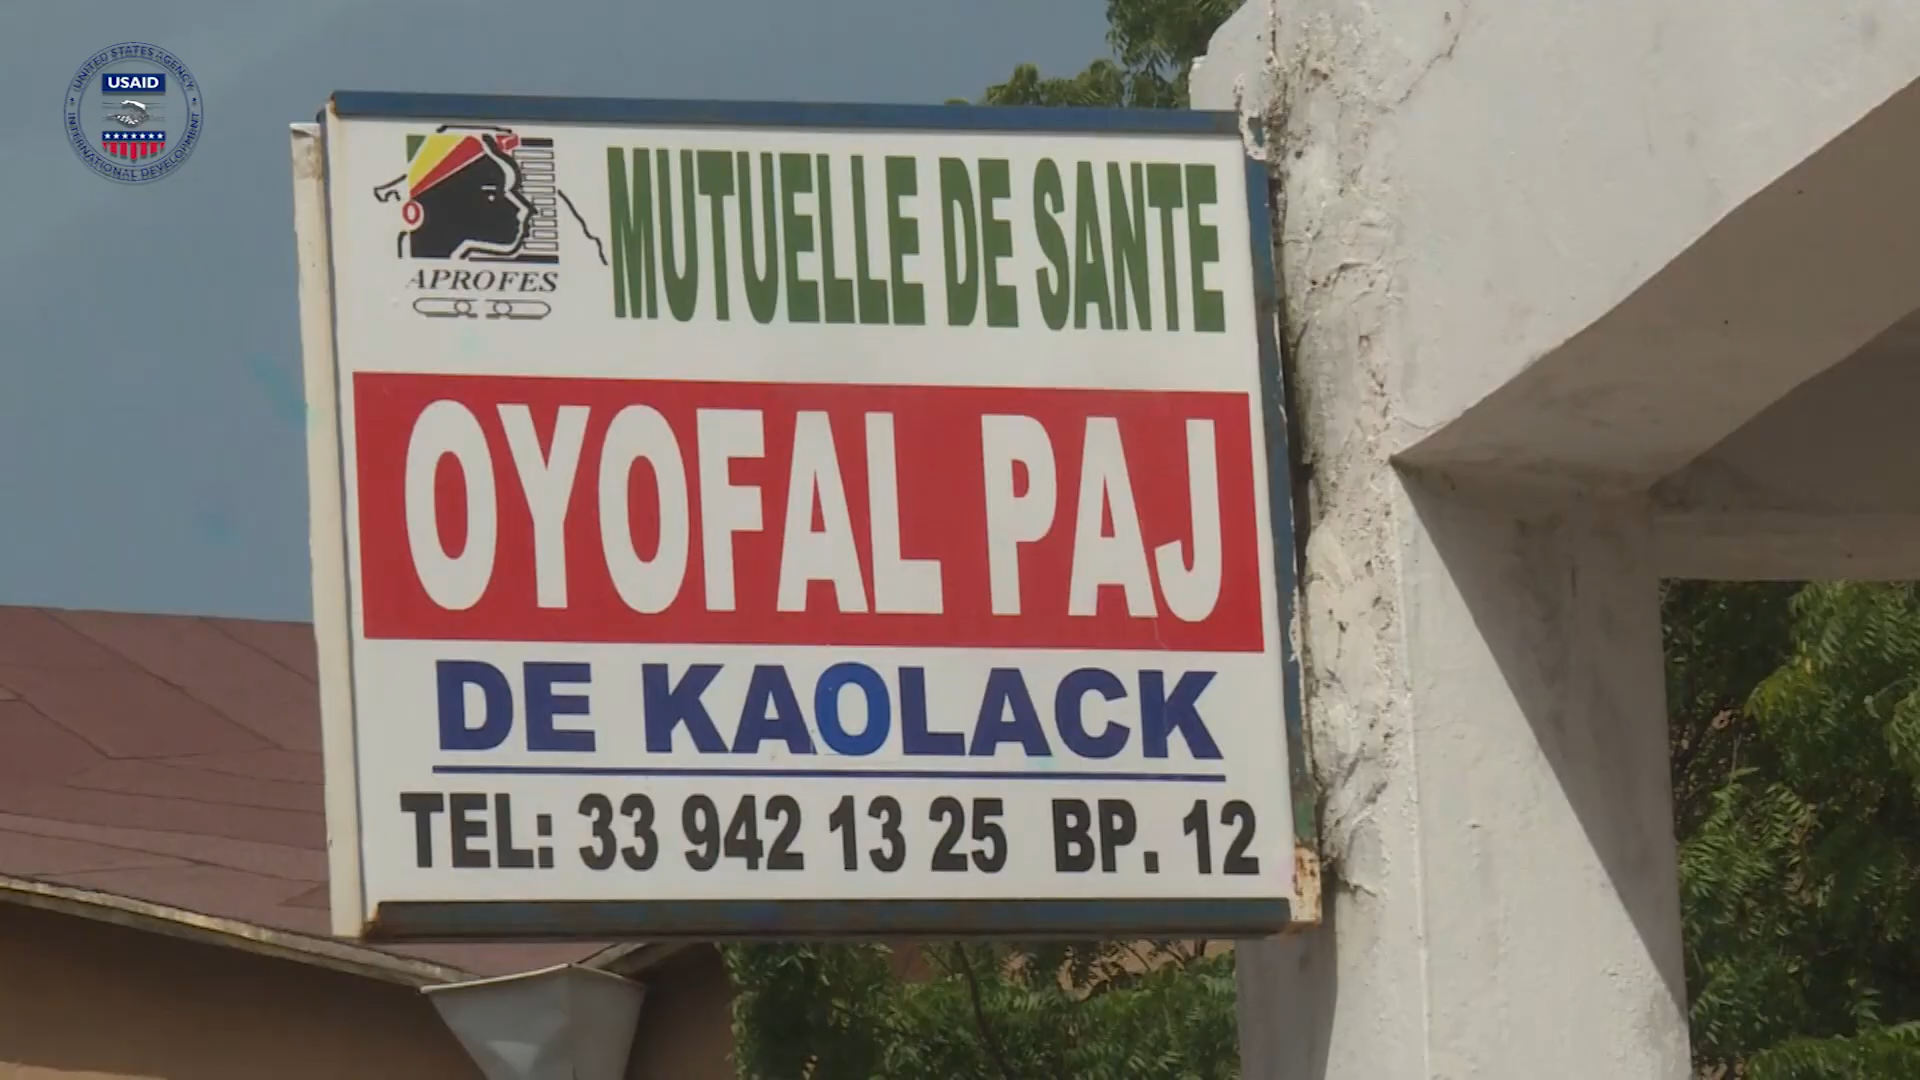 UNITED STATES AGENCY
USAID
INTERNATIONAL DEVELOPMENT
APROFES
MUTUELLE DE SANTE
OYOFAL PAJ
DE KAOLACK
TEL: 33 942 13 25 BP. 12